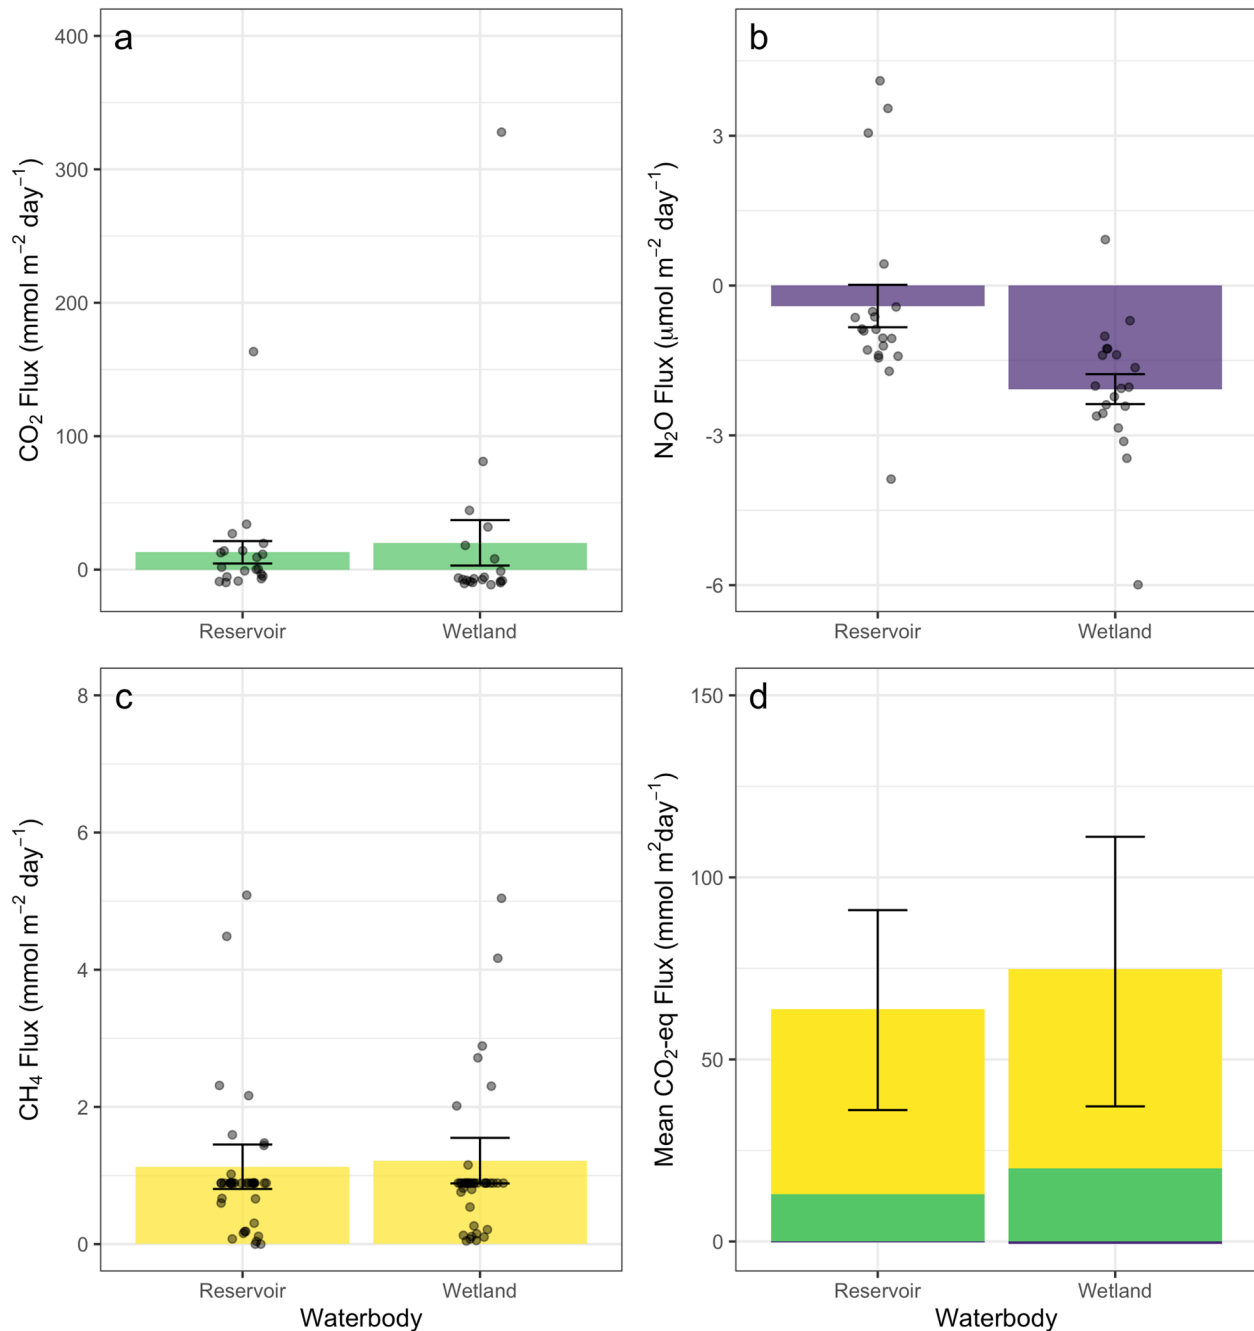 a
CO₂ Flux (mmol m⁻² day⁻¹)
400
300
200
100
0
Reservoir
Wetland
b
N₂O Flux (μmol m⁻² day⁻¹)
3
0
-3
-6
Reservoir
Wetland
c
CH₄ Flux (mmol m⁻² day⁻¹)
8
6
4
2
0
Reservoir
Wetland
Waterbody
d
Mean CO₂-eq Flux (mmol m²day⁻¹)
150
100
50
0
Reservoir
Wetland
Waterbody